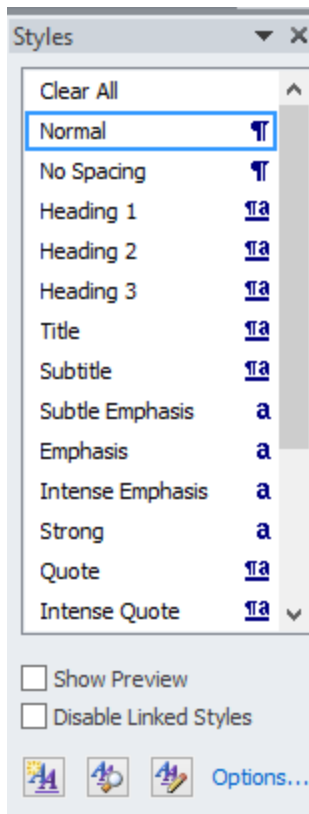 Styles
Clear All
Normal ¶
No Spacing ¶
Heading 1 ¶a
Heading 2 ¶a
Heading 3 ¶a
Title ¶a
Subtitle ¶a
Subtle Emphasis a
Emphasis a
Intense Emphasis a
Strong a
Quote ¶a
Intense Quote ¶a
Show Preview
Disable Linked Styles
Options...